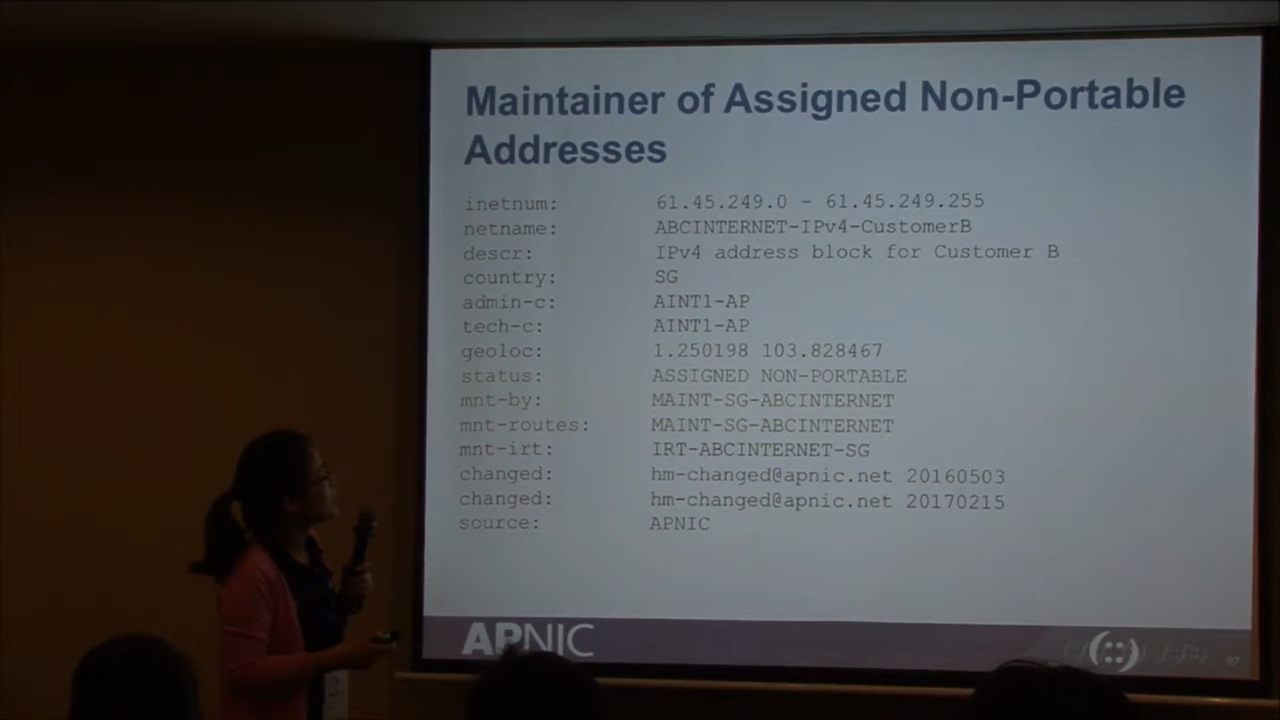 Maintainer of Assigned Non-Portable
Addresses
inetnum: 61.45.249.0 - 61.45.249.255
netname: ABCINTERNET-IPv4-CustomerB
descr: IPv4 address block for Customer B
country: SG
admin-c: AINT1-AP
tech-c: AINT1-AP
geoloc: 1.250198 103.828467
status: ASSIGNED NON-PORTABLE
mnt-by: MAINT-SG-ABCINTERNET
mnt-routes: MAINT-SG-ABCINTERNET
mnt-irt: IRT-ABCINTERNET-SG
changed: hm-changed@apnic.net 20160503
changed: hm-changed@apnic.net 20170215
source: APNIC
APNIC
(::)
97